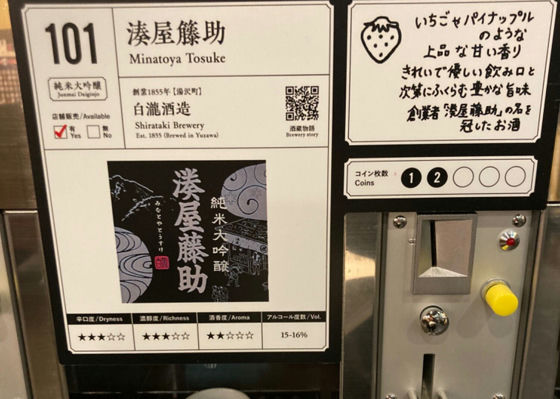 101
純米大吟醸
Junmai Daiginjo
店舗販売/Available
有 Yes
無 No
湊屋籐助
Minatoya Tosuke
創業1855年【湯沢町】
白瀧酒造
Shirataki Brewery
Est. 1855 (Brewed in Yuzawa)
酒蔵物語
Brewery story
湊屋藤助
みなとやとうすけ
純米大吟醸
辛口度/Dryness
濃醇度/Richness
酒香度/Aroma
アルコール度数/Vol.
★★★☆☆
★★★☆☆
★★☆☆☆
15-16%
いちごやパイナップル
のような
上品な甘い香り
きれいで優しい飲み口と
次第にふくらむ豊かな旨味
創業者「湊屋藤助」の名を
冠したお酒
コイン枚数
Coins
1 2